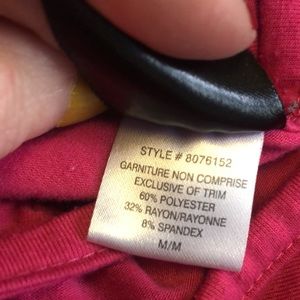 STYLE # 8076152
GARNITURE NON COMPRISE
EXCLUSIVE OF TRIM
60% POLYESTER
32% RAYON/RAYONNE
8% SPANDEX
M/M